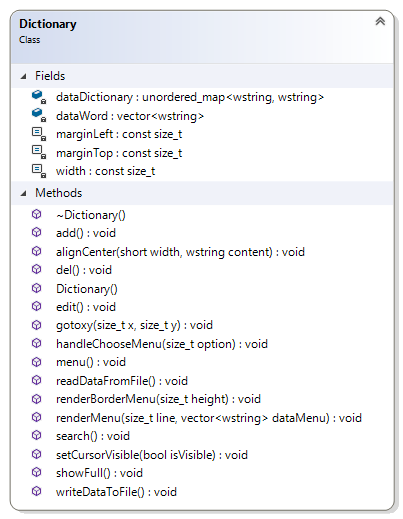 Dictionary
Class
Fields
dataDictionary : unordered_map<wstring, wstring>
dataWord : vector<wstring>
marginLeft : const size_t
marginTop : const size_t
width : const size_t
Methods
~Dictionary()
add() : void
alignCenter(short width, wstring content) : void
del() : void
Dictionary()
edit() : void
gotoxy(size_t x, size_t y) : void
handleChooseMenu(size_t option) : void
menu() : void
readDataFromFile() : void
renderBorderMenu(size_t height) : void
renderMenu(size_t line, vector<wstring> dataMenu) : void
search() : void
setCursorVisible(bool isVisible) : void
showFull() : void
writeDataToFile() : void